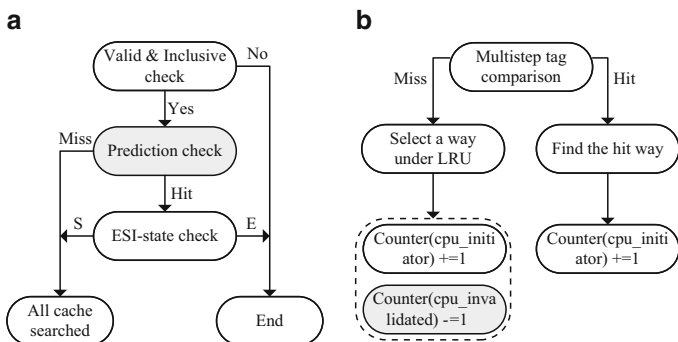 a
Valid & Inclusive
check
No
Yes
Miss
Prediction check
Hit
S
ESI-state check
E
All cache
searched
End
b
Multistep tag
comparison
Miss
Hit
Select a way
under LRU
Find the hit way
Counter(cpu_initi
ator) +=1
Counter(cpu_inva
lidated) -=1
Counter(cpu_initi
ator) +=1